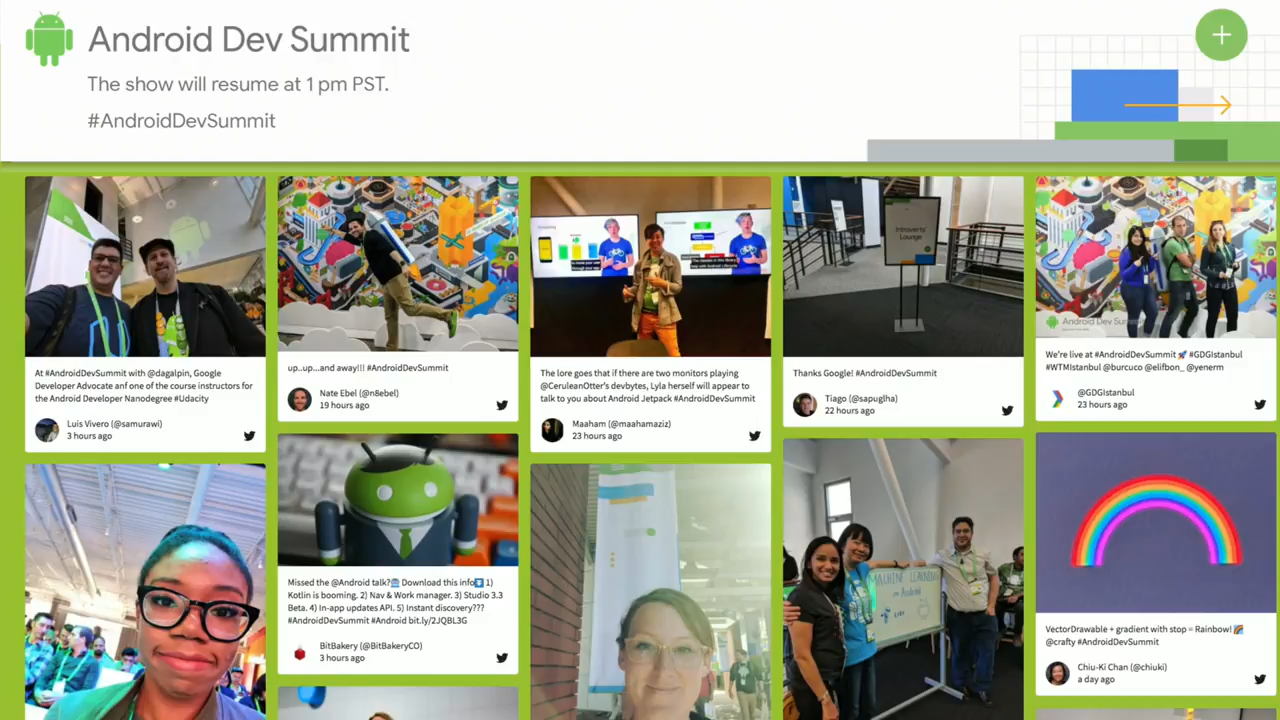 Android Dev Summit
The show will resume at 1 pm PST.
#AndroidDevSummit
At #AndroidDevSummit with @dagalpin, Google
Developer Advocate anf one of the course instructors for
the Android Developer Nanodegree #Udacity
Luis Vivero (@samurawi)
3 hours ago
up..up...and away!!! #AndroidDevSummit
Nate Ebel (@n8ebel)
19 hours ago
Missed the @Android talk? Download this info 1)
Kotlin is booming. 2) Nav & Work manager. 3) Studio 3.3
Beta. 4) In-app updates API. 5) Instant discovery???
#AndroidDevSummit #Android bit.ly/2JQBL3G
BitBakery (@BitBakeryCO)
3 hours ago
The lore goes that if there are two monitors playing
@CeruleanOtter's devbytes, Lyla herself will appear to
talk to you about Android Jetpack #AndroidDevSummit
Maaham (@maahamaziz)
23 hours ago
Introverts'
Lounge
Thanks Google! #AndroidDevSummit
Tiago (@sapuglha)
22 hours ago
MACHINE LEARNING
Android Dev Summit
We're live at #AndroidDevSummit 🚀 #GDGIstanbul
#WTMIstanbul @burcuco @elifbon_ @yenerm
@GDGIstanbul
23 hours ago
VectorDrawable + gradient with stop = Rainbow!🌈
@crafty #AndroidDevSummit
Chiu-Ki Chan (@chiuki)
a day ago